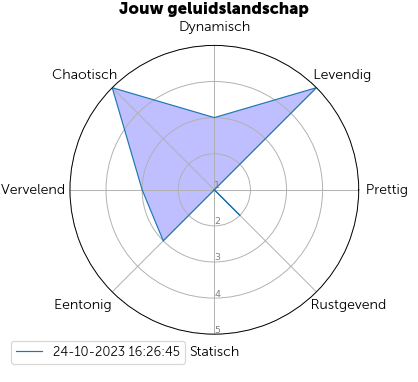 Jouw geluidslandschap
Dynamisch
Chaotisch
Levendig
Vervelend
1
Prettig
2
3
4
5
Eentonig
Rustgevend
24-10-2023 16:26:45
Statisch